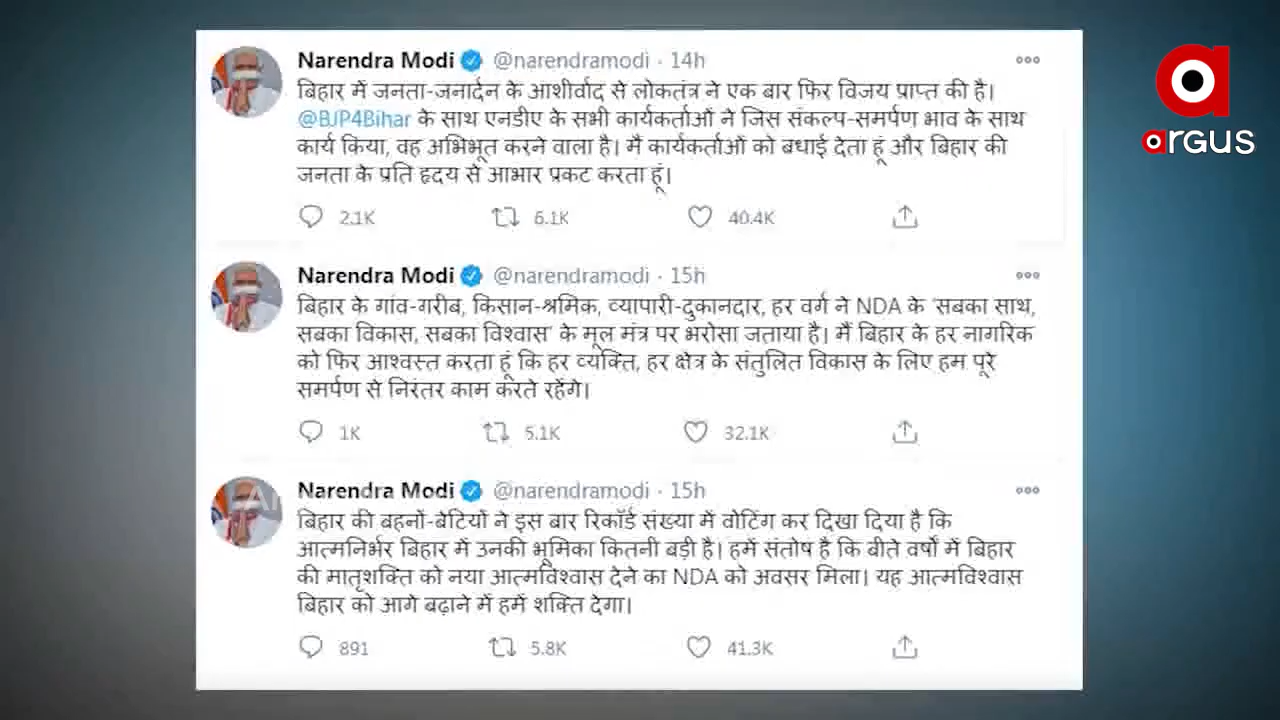 Narendra Modi @narendramodi · 14h
बिहार में जनता-जनार्दन के आशीर्वाद से लोकतंत्र ने एक बार फिर विजय प्राप्त की है।
@BJP4Bihar के साथ एनडीए के सभी कार्यकर्ताओं ने जिस संकल्प-समर्पण भाव के साथ
कार्य किया, वह अभिभूत करने वाला है। मैं कार्यकर्ताओं को बधाई देता हूं और बिहार की
जनता के प्रति हृदय से आभार प्रकट करता हूं।
2.1K 6.1K 40.4K
Narendra Modi @narendramodi · 15h
बिहार के गांव-गरीब, किसान-श्रमिक, व्यापारी-दुकानदार, हर वर्ग ने NDA के 'सबका साथ,
सबका विकास, सबका विश्वास' के मूल मंत्र पर भरोसा जताया है। मैं बिहार के हर नागरिक
को फिर आश्वस्त करता हूं कि हर व्यक्ति, हर क्षेत्र के संतुलित विकास के लिए हम पूरे
समर्पण से निरंतर काम करते रहेंगे।
1K 5.1K 32.1K
Narendra Modi @narendramodi · 15h
बिहार की बहनों-बेटियों ने इस बार रिकॉर्ड संख्या में वोटिंग कर दिखा दिया है कि
आत्मनिर्भर बिहार में उनकी भूमिका कितनी बड़ी है। हमें संतोष है कि बीते वर्षों में बिहार
की मातृशक्ति को नया आत्मविश्वास देने का NDA को अवसर मिला। यह आत्मविश्वास
बिहार को आगे बढ़ाने में हमें शक्ति देगा।
891 5.8K 41.3K
argus